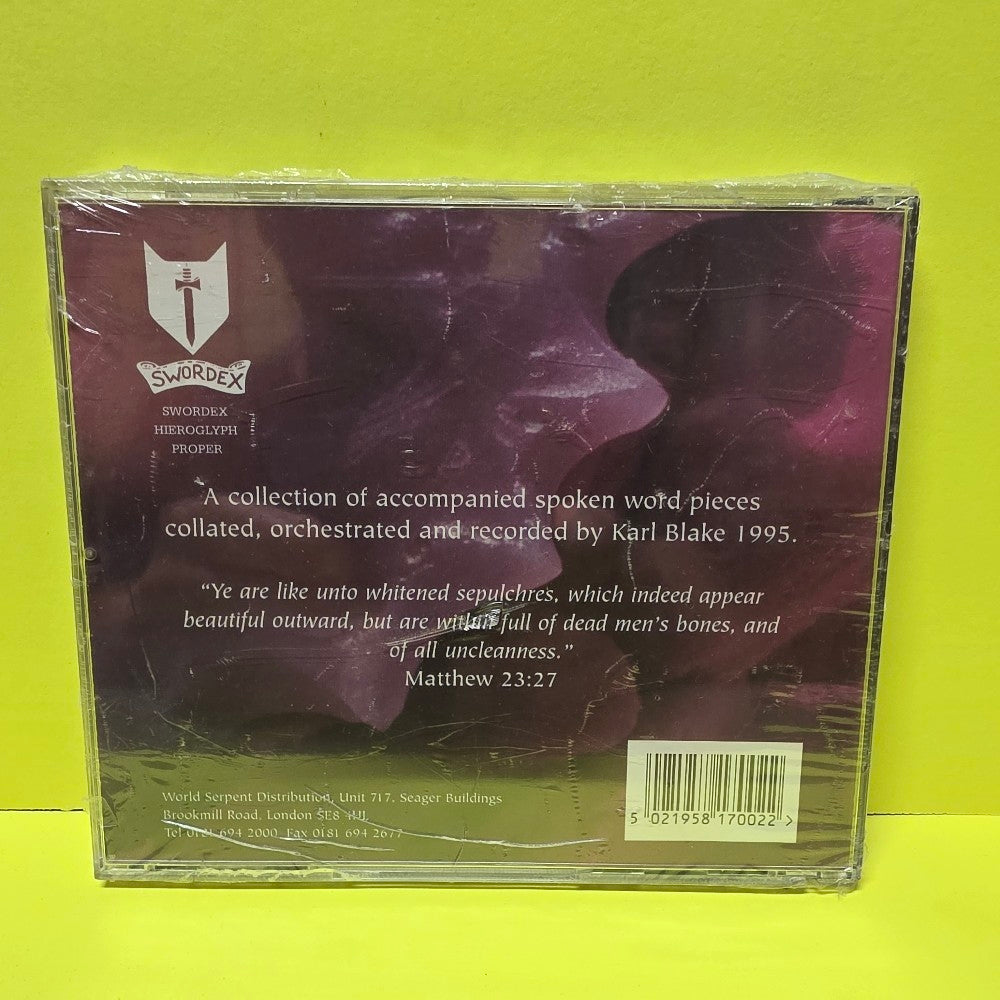 SWORDEX
SWORDEX
HIEROGLYPH
PROPER
A collection of accompanied spoken word pieces
collated, orchestrated and recorded by Karl Blake 1995.
“Ye are like unto whitened sepulchres, which indeed appear
beautiful outward, but are within full of dead men's bones, and
of all uncleanness.”
Matthew 23:27
World Serpent Distribution, Unit 717, Seager Buildings
Brookmill Road, London SE8 4HL
Tel 0181 694 2000 Fax 0181 694 2677
5 021958 170022 >